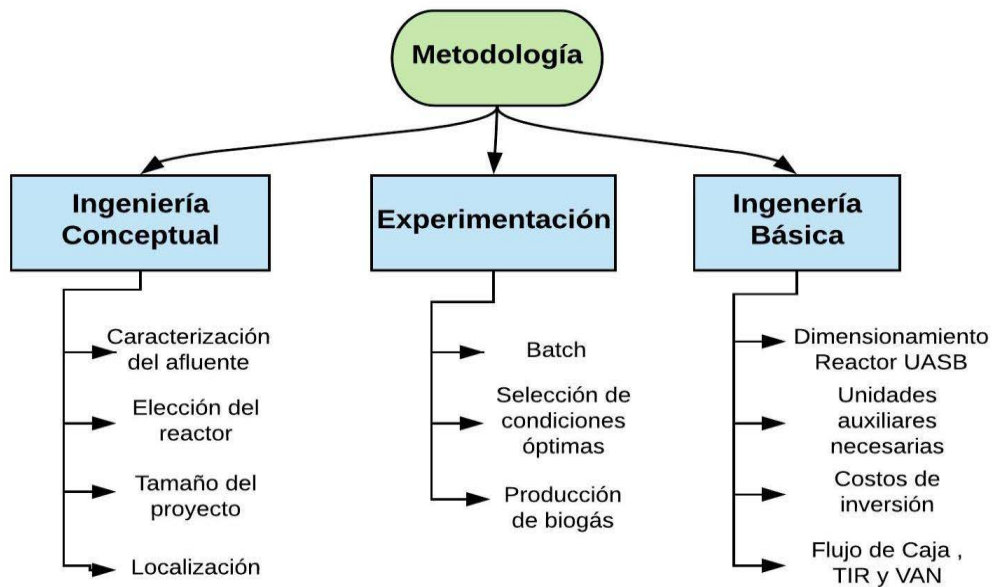 Metodología
Ingeniería
Conceptual
Caracterización
del afluente
Elección del
reactor
Tamaño del
proyecto
Localización
Experimentación
Batch
Selección de
condiciones
óptimas
Producción
de biogás
Ingenería
Básica
Dimensionamiento
Reactor UASB
Unidades
auxiliares
necesarias
Costos de
inversión
Flujo de Caja ,
TIR y VAN